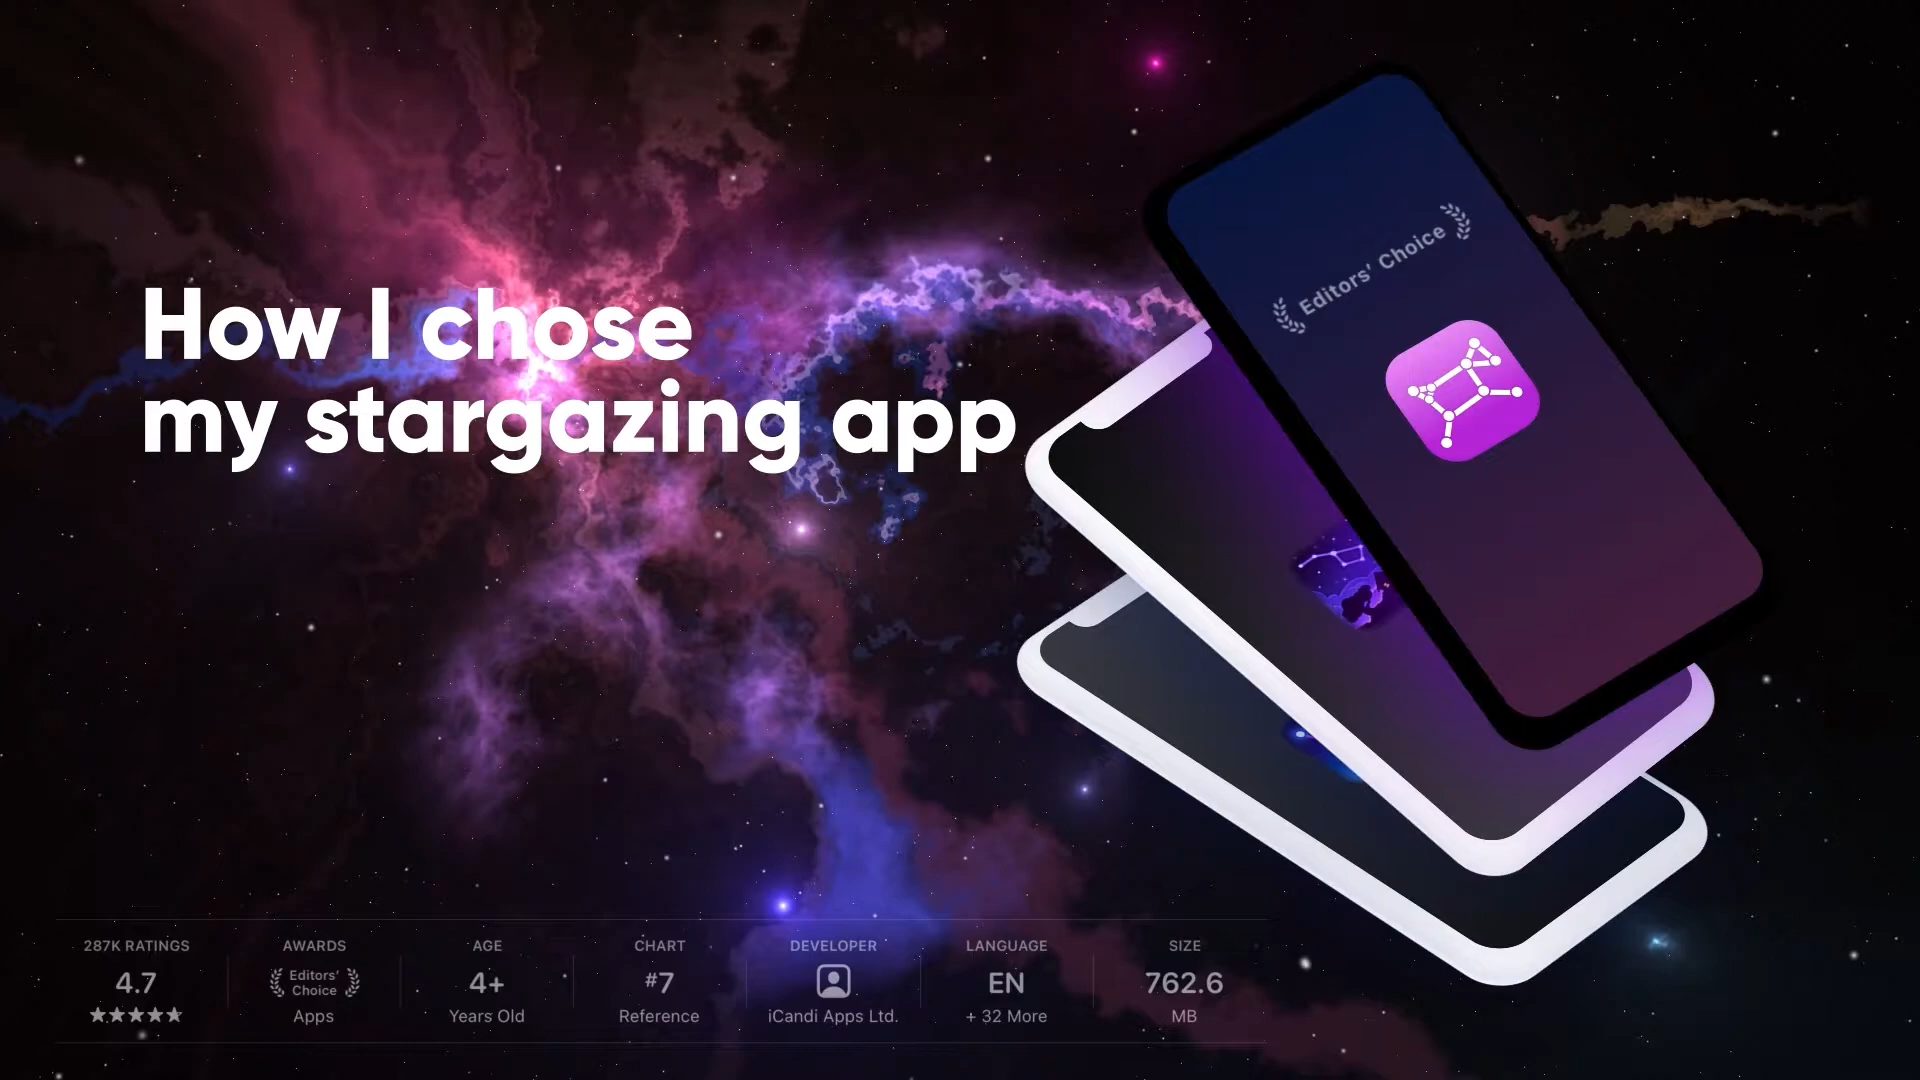 How I chose
my stargazing app
Editors' Choice
287K RATINGS
4.7
AWARDS
Editors'
Choice
Apps
AGE
4+
Years Old
CHART
#7
Reference
DEVELOPER
iCandi Apps Ltd.
LANGUAGE
EN
+ 32 More
SIZE
762.6
MB